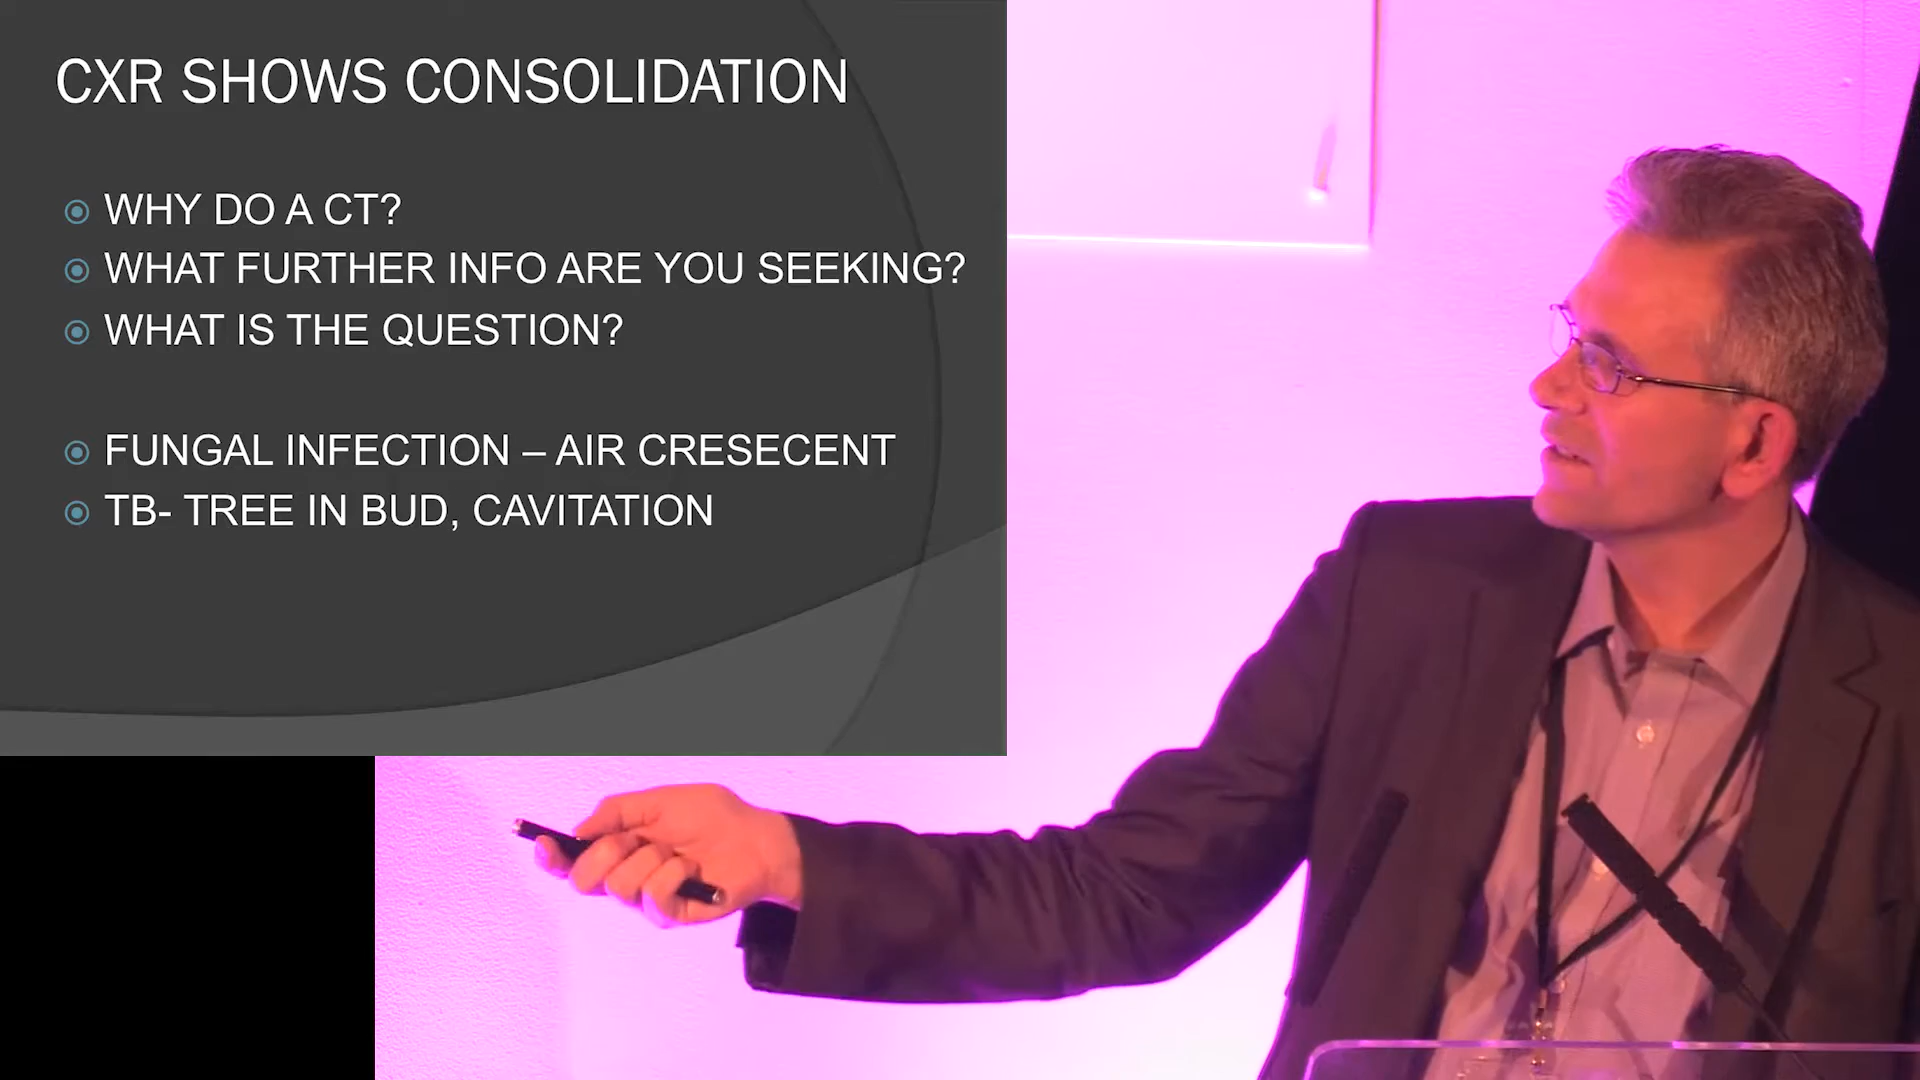 CXR SHOWS CONSOLIDATION
WHY DO A CT?
WHAT FURTHER INFO ARE YOU SEEKING?
WHAT IS THE QUESTION?
FUNGAL INFECTION – AIR CRESECENT
TB- TREE IN BUD, CAVITATION